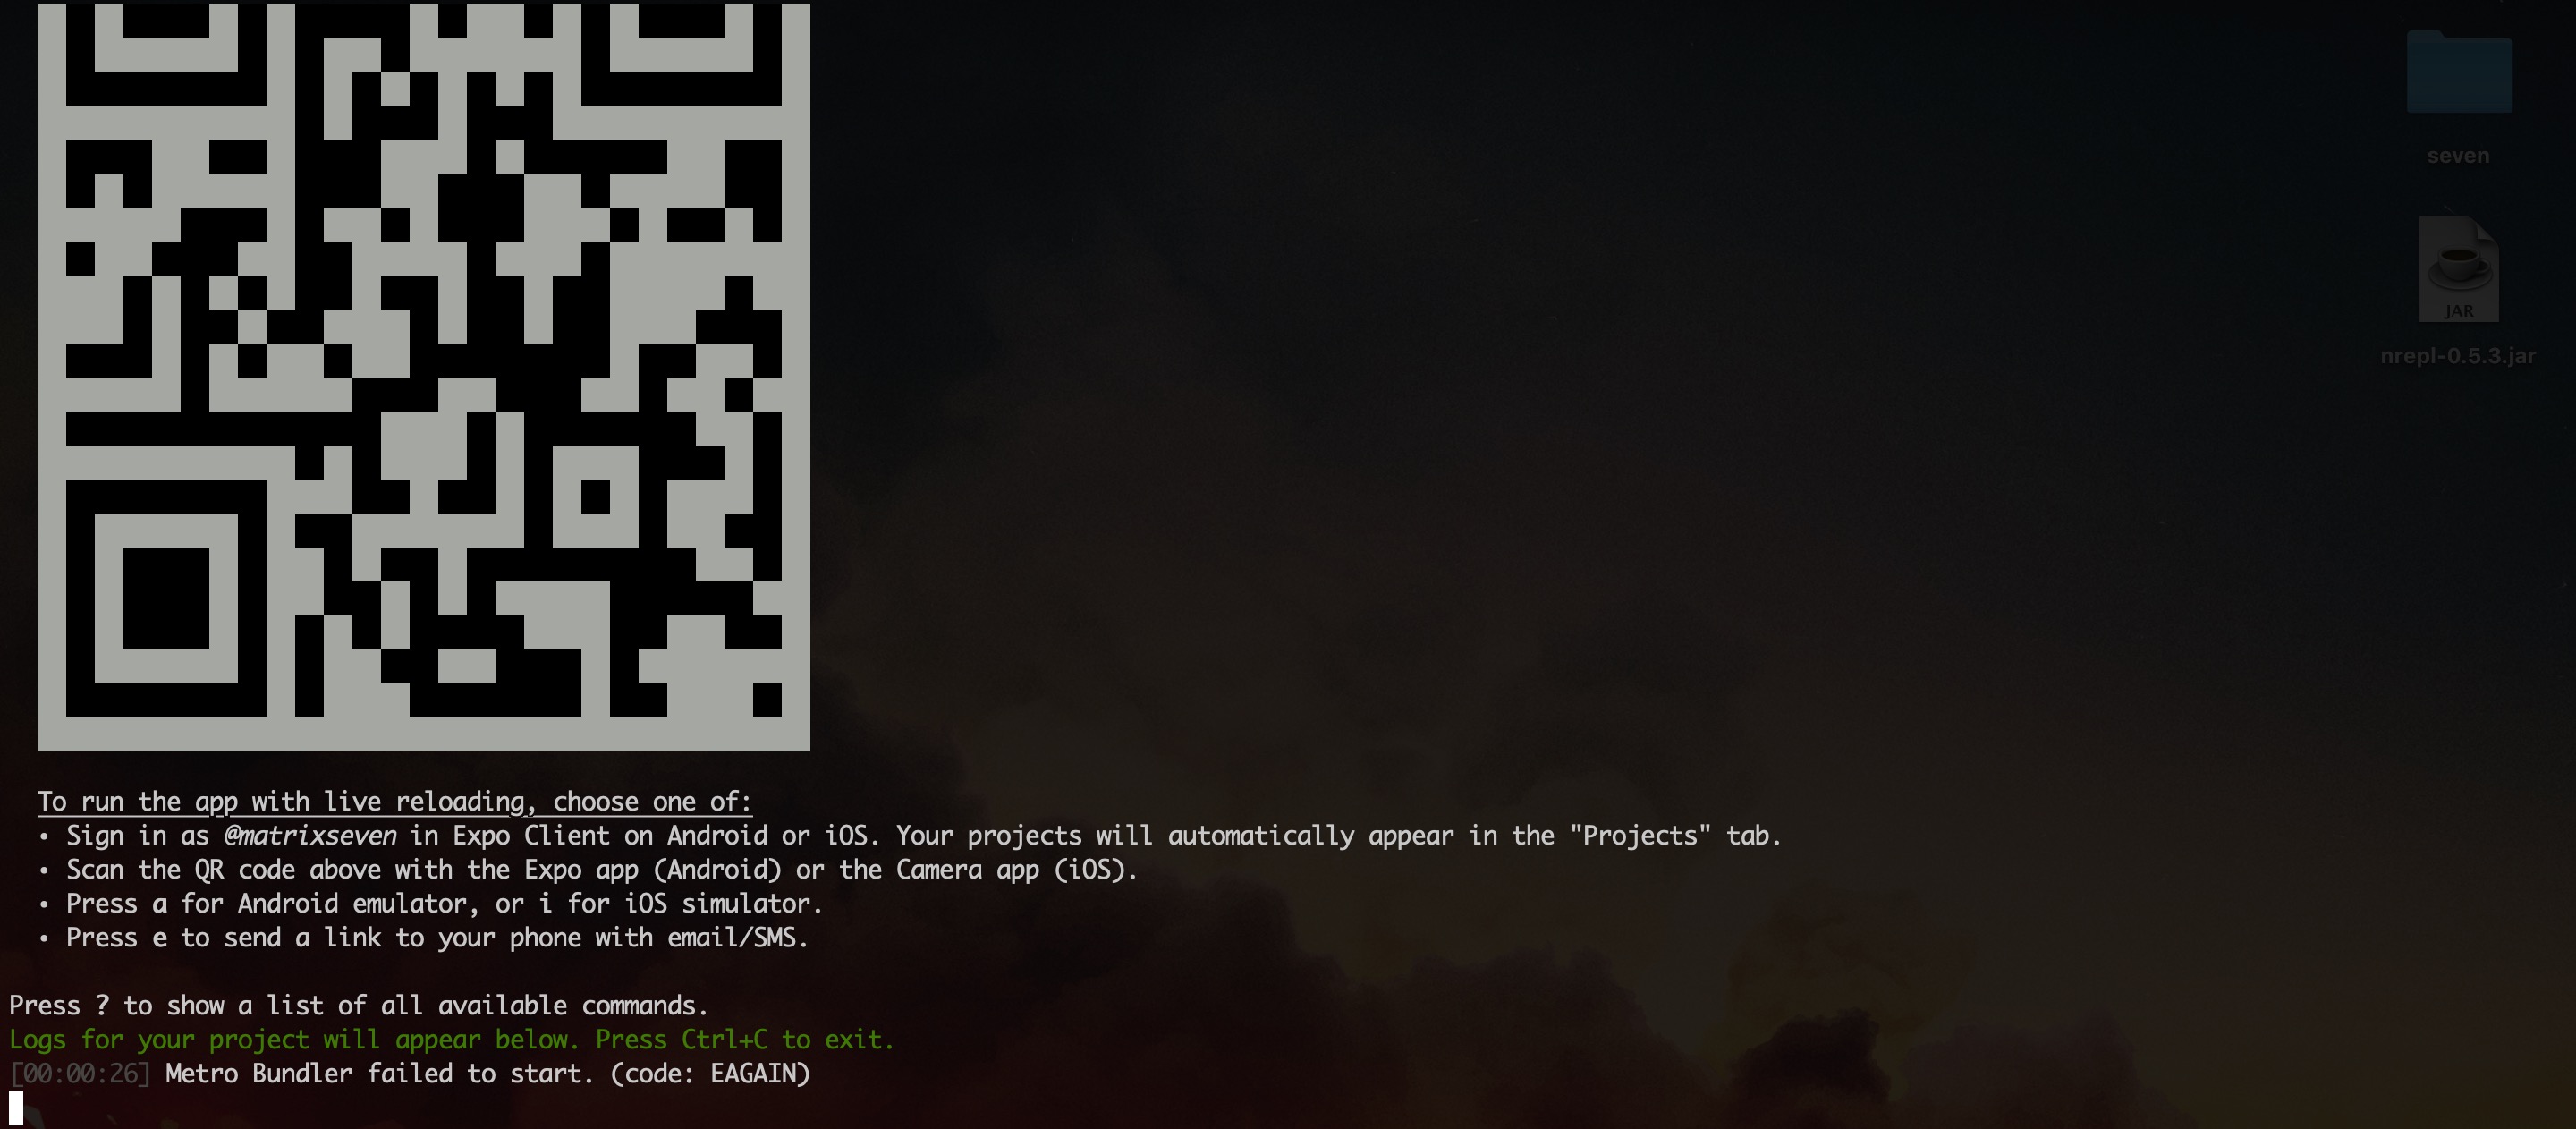 seven
JAR
nrepl-0.5.3.jar
To run the app with live reloading, choose one of:
• Sign in as @matrixseven in Expo Client on Android or iOS. Your projects will automatically appear in the "Projects" tab.
• Scan the QR code above with the Expo app (Android) or the Camera app (iOS).
• Press a for Android emulator, or i for iOS simulator.
• Press e to send a link to your phone with email/SMS.
Press ? to show a list of all available commands.
Logs for your project will appear below. Press Ctrl+C to exit.
[00:00:26] Metro Bundler failed to start. (code: EAGAIN)